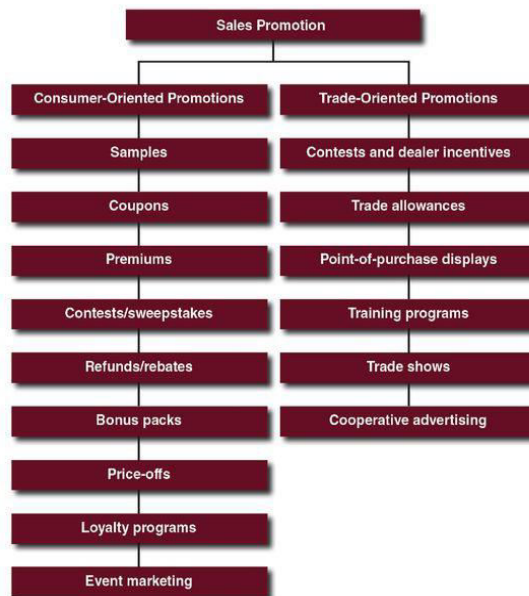 Sales Promotion
Consumer-Oriented Promotions
Trade-Oriented Promotions
Samples
Contests and dealer incentives
Coupons
Trade allowances
Premiums
Point-of-purchase displays
Contests/sweepstakes
Training programs
Refunds/rebates
Trade shows
Bonus packs
Cooperative advertising
Price-offs
Loyalty programs
Event marketing